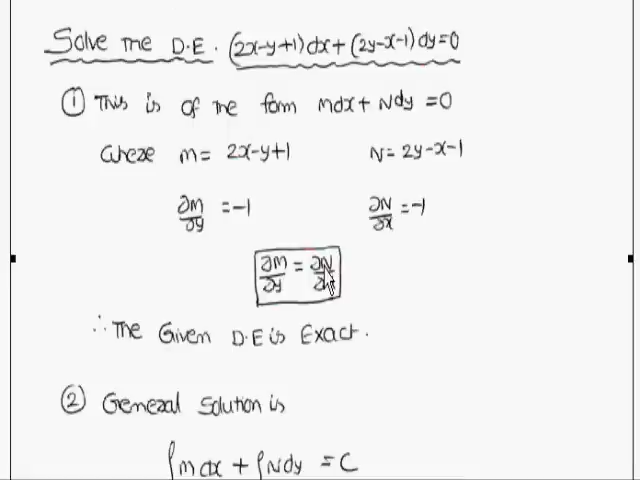 Solve The D.E. (2x-y+1)dx+(2y-x-1)dy=0
① This is of the form Mdx + Ndy = 0
Where M = 2x-y+1 N = 2y-x-1
∂M/∂y = -1 ∂N/∂x = -1
∂M/∂y = ∂N/∂x
∴ The Given D.E is Exact.
② General Solution is
∫Mdx + ∫Ndy = C